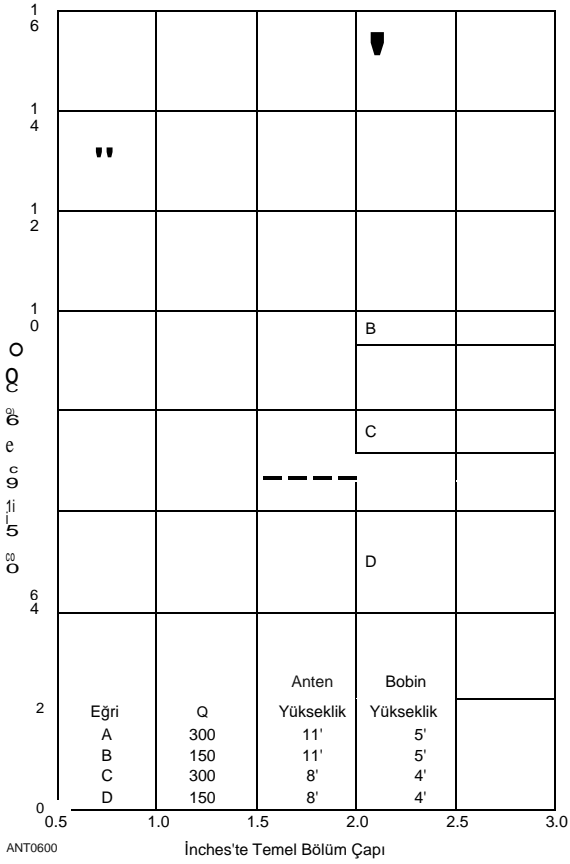 16
14
12
10
B
C
D
6
4
2
0
Anten Bobin
Eğri Q Yükseklik Yükseklik
A 300 11' 5'
B 150 11' 5'
C 300 8' 4'
D 150 8' 4'
0.5 1.0 1.5 2.0 2.5 3.0
ANT0600 İnches'te Temel Bölüm Çapı